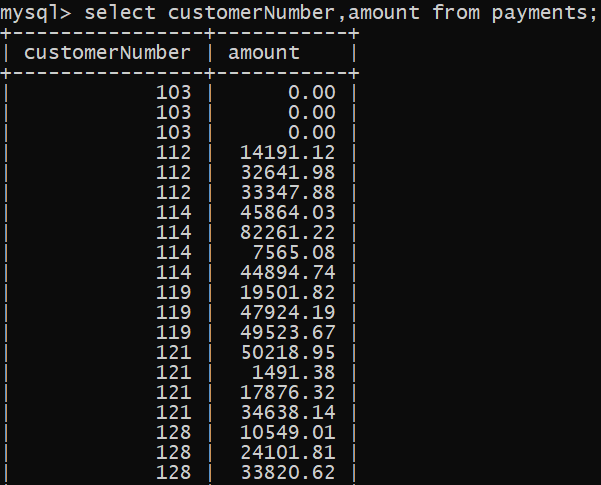 mysql> select customerNumber,amount from payments;
+----------------+-----------+
| customerNumber | amount    |
+----------------+-----------+
|            103 |      0.00 |
|            103 |      0.00 |
|            103 |      0.00 |
|            112 |  14191.12 |
|            112 |  32641.98 |
|            112 |  33347.88 |
|            114 |  45864.03 |
|            114 |  82261.22 |
|            114 |   7565.08 |
|            114 |  44894.74 |
|            119 |  19501.82 |
|            119 |  47924.19 |
|            119 |  49523.67 |
|            121 |  50218.95 |
|            121 |   1491.38 |
|            121 |  17876.32 |
|            121 |  34638.14 |
|            128 |  10549.01 |
|            128 |  24101.81 |
|            128 |  33820.62 |